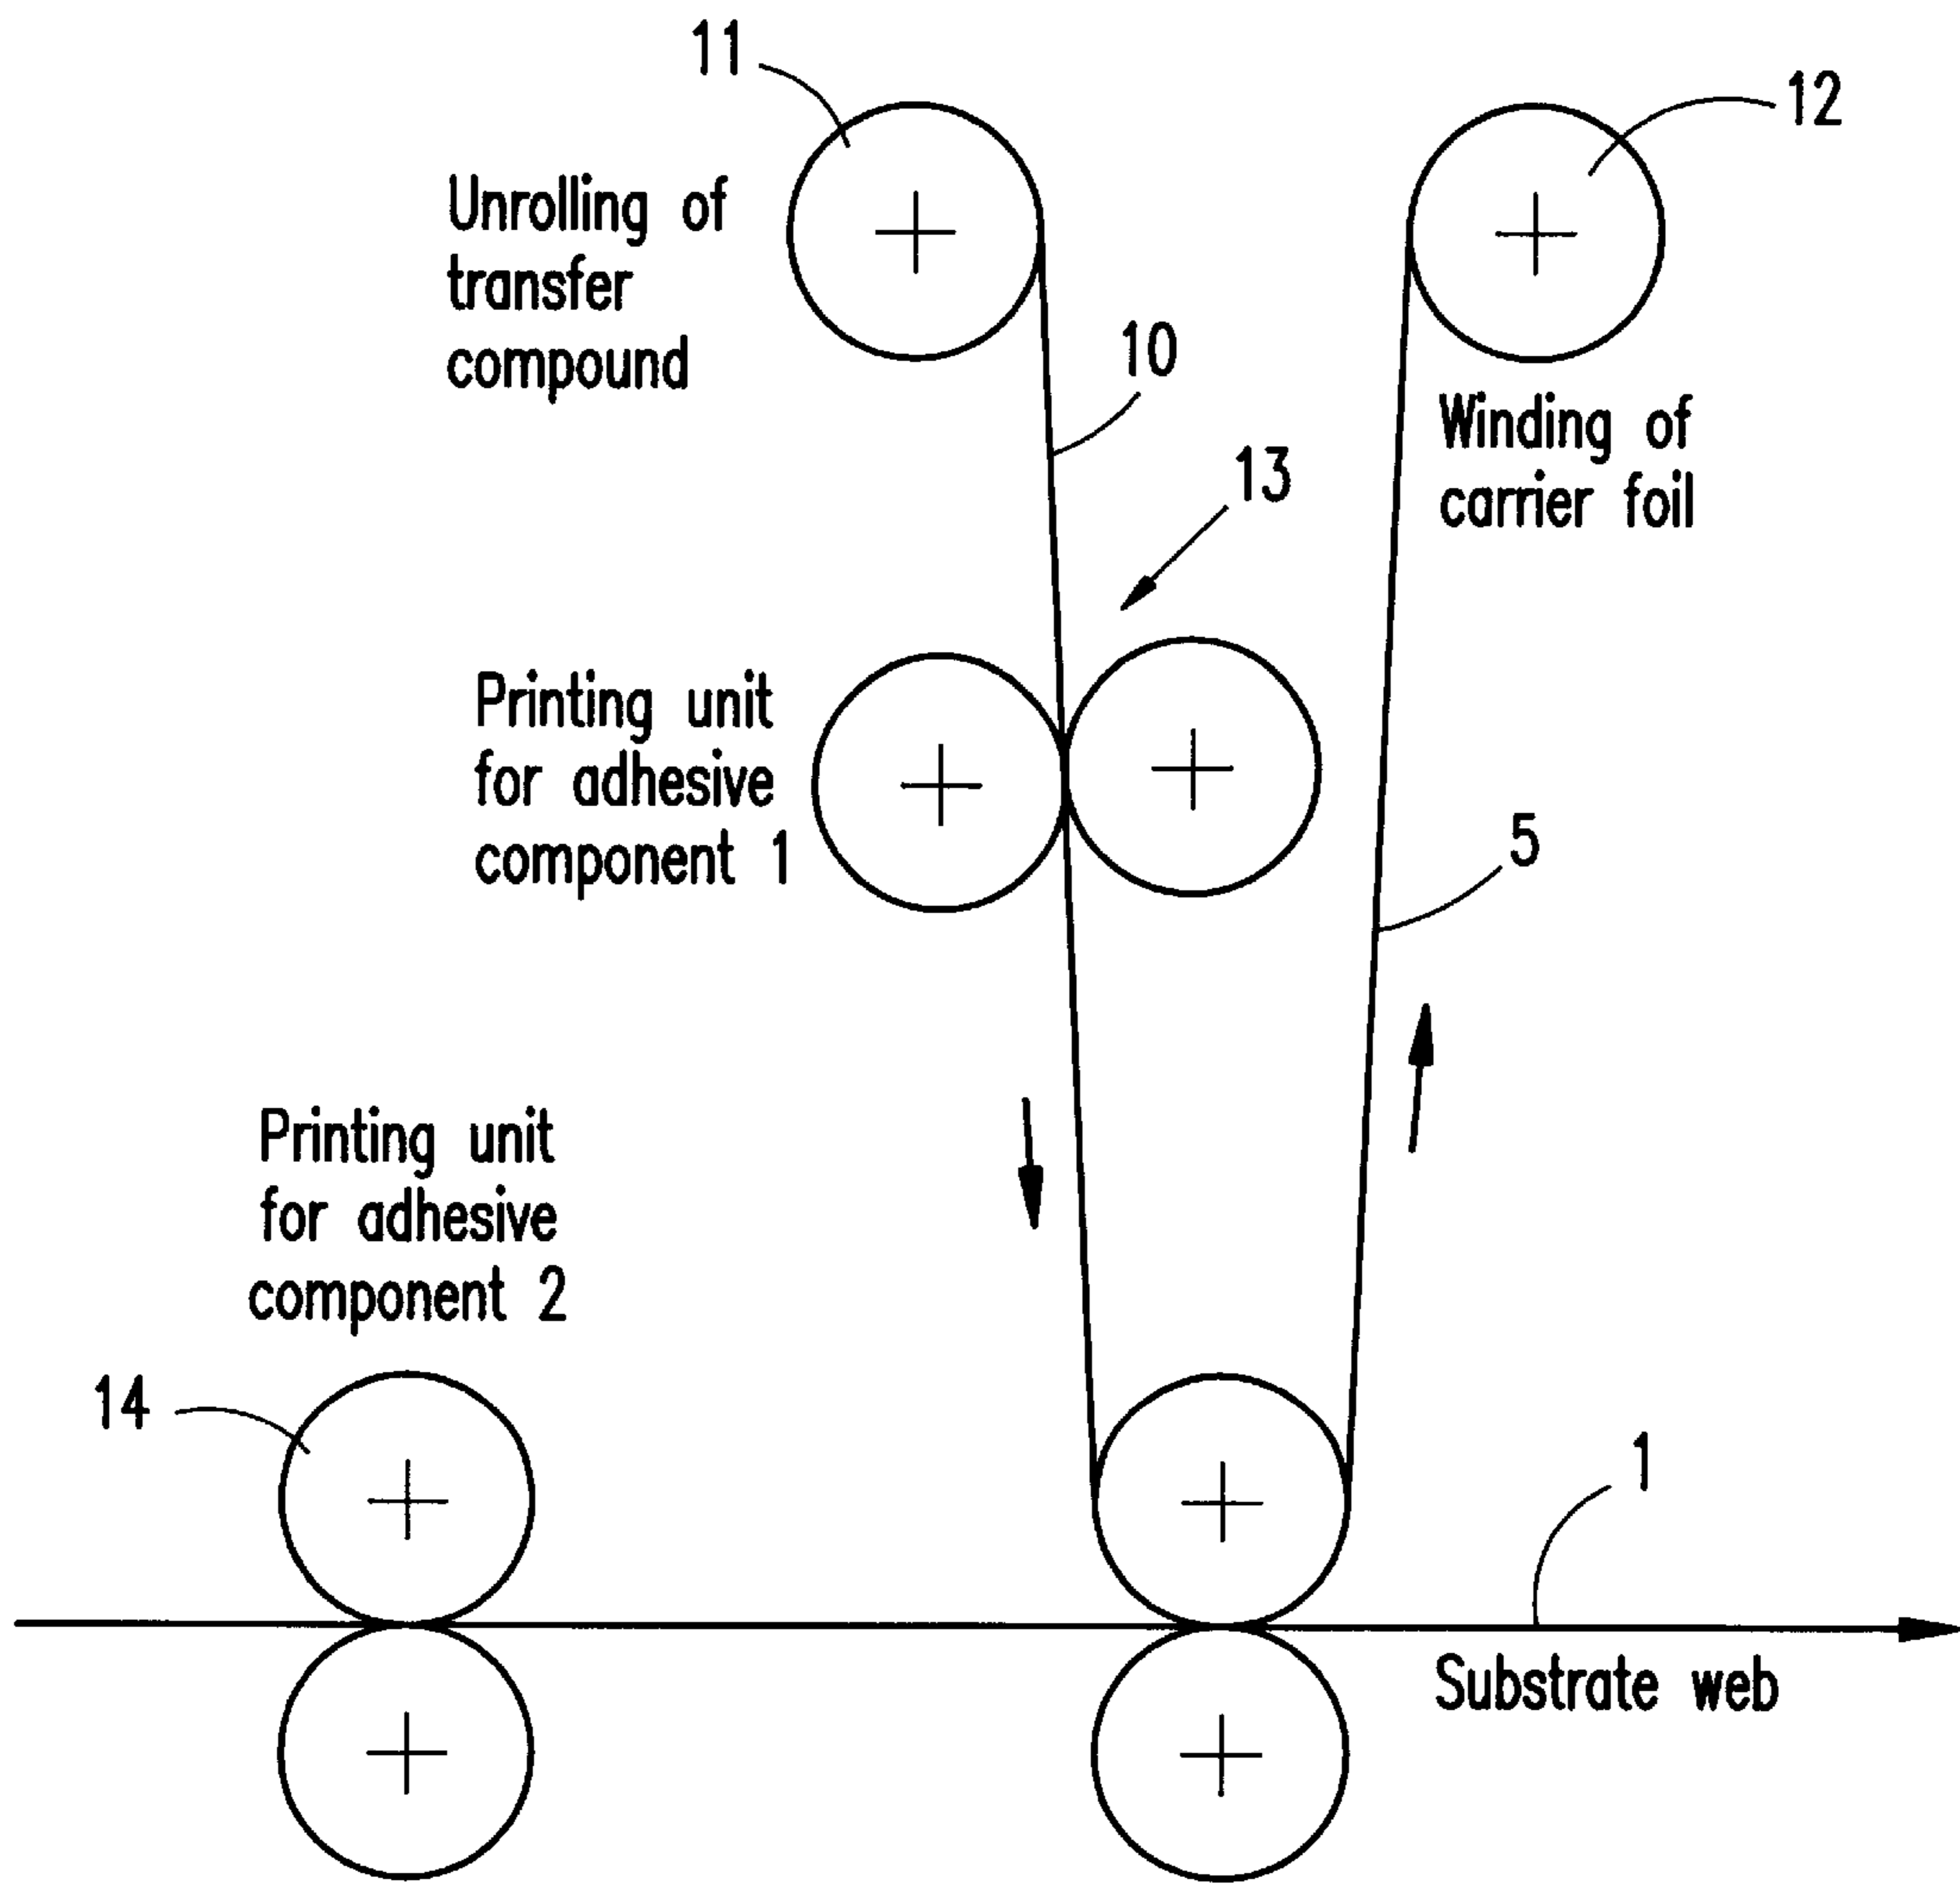 11
12
Unrolling of
transfer
compound
10
Winding of
carrier foil
13
Printing unit
for adhesive
component 1
5
Printing unit
for adhesive
component 2
14
1
Substrate web